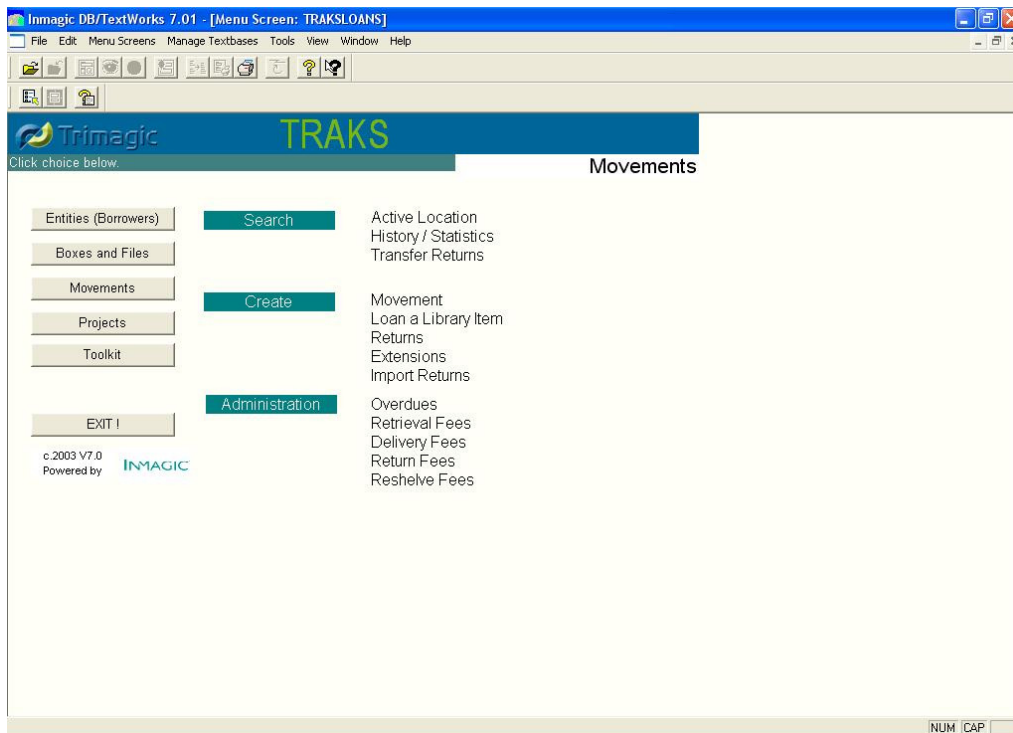 Inmagic DB/TextWorks 7.01 - [Menu Screen: TRAKSLOANS]
File Edit Menu Screens Manage Textbases Tools View Window Help
Trimagic TRAKS
Click choice below.
Movements
Entities (Borrowers)
Boxes and Files
Movements
Projects
Toolkit
EXIT !
c.2003 V7.0
Powered by INMAGIC
Search
Active Location
History / Statistics
Transfer Returns
Create
Movement
Loan a Library Item
Returns
Extensions
Import Returns
Administration
Overdues
Retrieval Fees
Delivery Fees
Return Fees
Reshelve Fees
NUM CAP